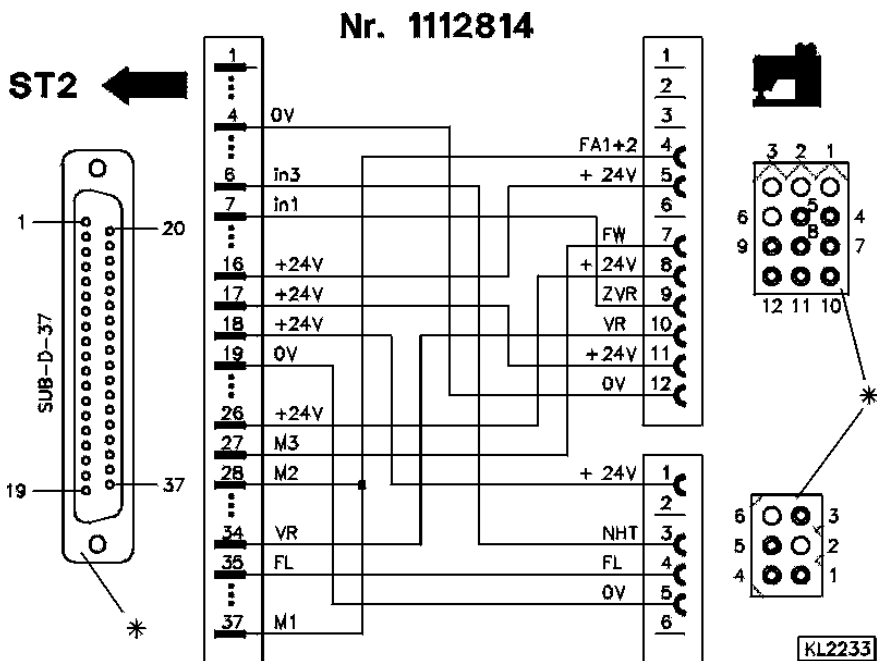 Nr. 1112814
ST2
SUB-D-37
1
20
19
37
1
4 0V
6 in3
7 in1
16 +24V
17 +24V
18 +24V
19 0V
26 +24V
27 M3
28 M2
34 VR
35 FL
37 M1
1
2
3
FA1+2 4
+ 24V 5
6
FW 7
+ 24V 8
ZVR 9
VR 10
+24V 11
0V 12
+ 24V 1
2
NHT 3
FL 4
0V 5
6
3 2 1
6 5 4
9 8 7
12 11 10
*
6 3
5 2
4 1
*
KL2233